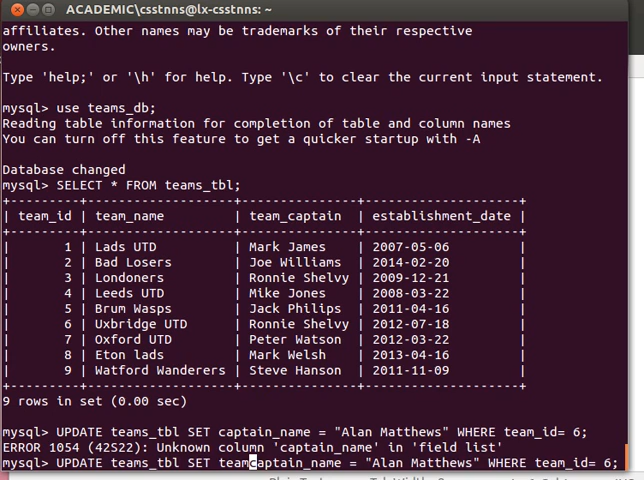 ACADEMIC\csstnns@lx-csstnns: ~
affiliates. Other names may be trademarks of their respective
owners.
Type 'help;' or '\h' for help. Type '\c' to clear the current input statement.
mysql> use teams_db;
Reading table information for completion of table and column names
You can turn off this feature to get a quicker startup with -A
Database changed
mysql> SELECT * FROM teams_tbl;
+---------+------------------+--------------+--------------------+
| team_id | team_name | team_captain | establishment_date |
+---------+------------------+--------------+--------------------+
| 1 | Lads UTD | Mark James | 2007-05-06 |
| 2 | Bad Losers | Joe Williams | 2014-02-20 |
| 3 | Londoners | Ronnie Shelvy | 2009-12-21 |
| 4 | Leeds UTD | Mike Jones | 2008-03-22 |
| 5 | Brum Wasps | Jack Philips | 2011-04-16 |
| 6 | Uxbridge UTD | Ronnie Shelvy | 2012-07-18 |
| 7 | Oxford UTD | Peter Watson | 2012-03-22 |
| 8 | Eton lads | Mark Welsh | 2013-04-16 |
| 9 | Watford Wanderers | Steve Hanson | 2011-11-09 |
+---------+------------------+--------------+--------------------+
9 rows in set (0.00 sec)
mysql> UPDATE teams_tbl SET captain_name = "Alan Matthews" WHERE team_id= 6;
ERROR 1054 (42S22): Unknown column 'captain_name' in 'field list'
mysql> UPDATE teams_tbl SET teamcaptain_name = "Alan Matthews" WHERE team_id= 6;